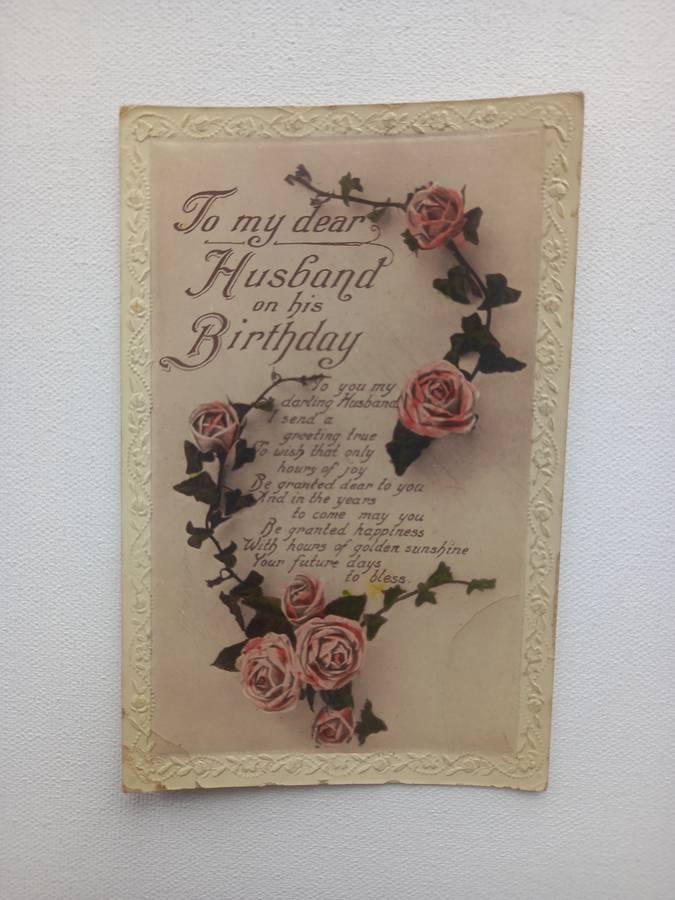 To my dear
Husband
on his
Birthday
To you my
darling Husband
I send a
greeting true
To wish that only
hours of joy
Be granted dear to you
And in the years
to come may you
Be granted happiness
With hours of golden sunshine
Your future days
to bless.